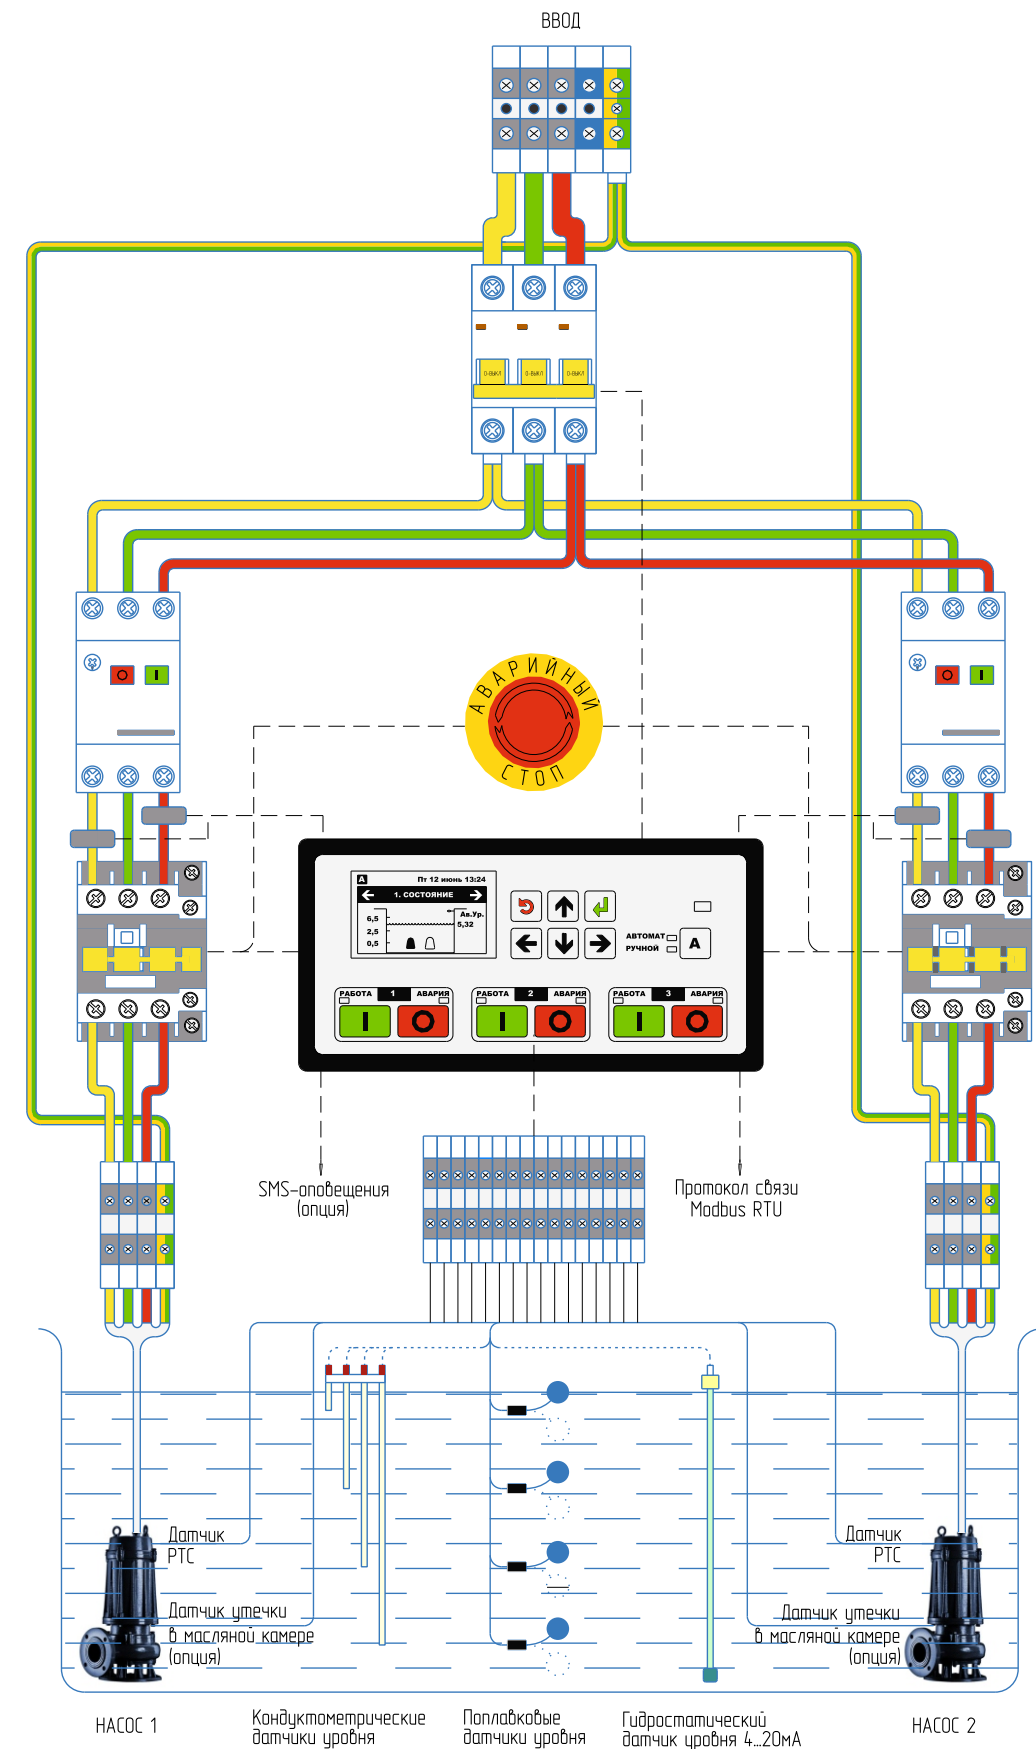 ВВОД
О-ВЫКЛ О-ВЫКЛ О-ВЫКЛ
АВАРИЙНЫЙ
СТОП
A Пт 12 июнь 13:24
1. СОСТОЯНИЕ
Ав.Ур.
6,5 5,32
2,5
0,5
АВТОМАТ
РУЧНОЙ
A
РАБОТА 1 АВАРИЯ
РАБОТА 2 АВАРИЯ
РАБОТА 3 АВАРИЯ
I O I O I O
SMS-оповещения
(опция)
Протокол связи
Modbus RTU
Датчик
РТС
Датчик
РТС
Датчик утечки
в масляной камере
(опция)
Датчик утечки
в масляной камере
(опция)
НАСОС 1
Кондуктометрические
датчики уровня
Поплавковые
датчики уровня
Гидростатический
датчик уровня 4...20мА
НАСОС 2